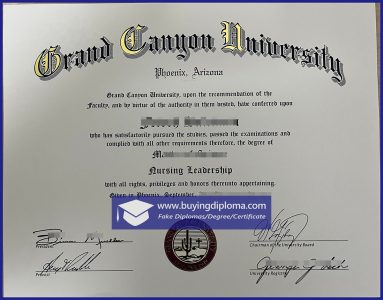 Grand Canyon University
Phoenix, Arizona
Grand Canyon University, upon the recommendation of the
Faculty, and by virtue of the authority in them vested, have conferred upon
who has satisfactorily pursued the studies, passed the examinations and
complied with all other requirements therefore, the degree of
Nursing Leadership
with all rights, privileges and honors thereunto appertaining.
Given in Phoenix, September,
www.buyingdiploma.com
Fake Diplomas/Degree/Certificate
President
Chairman of the University Board
Provost
University Registrar